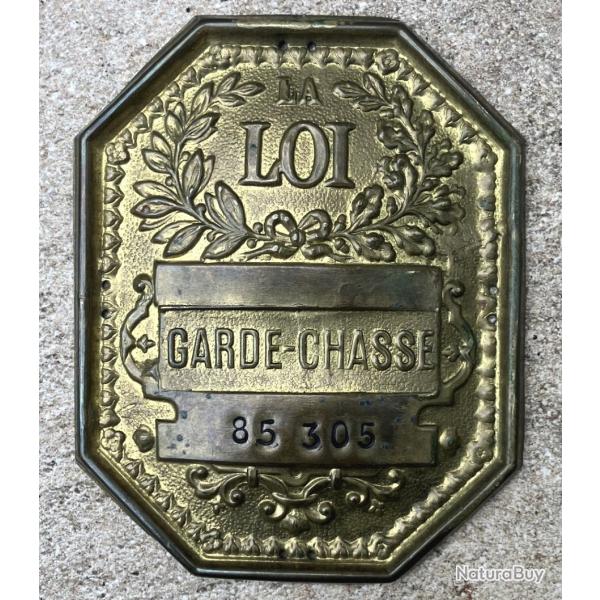 LA
LOI
GARDE-CHASSE
85 305
NaturaBuy